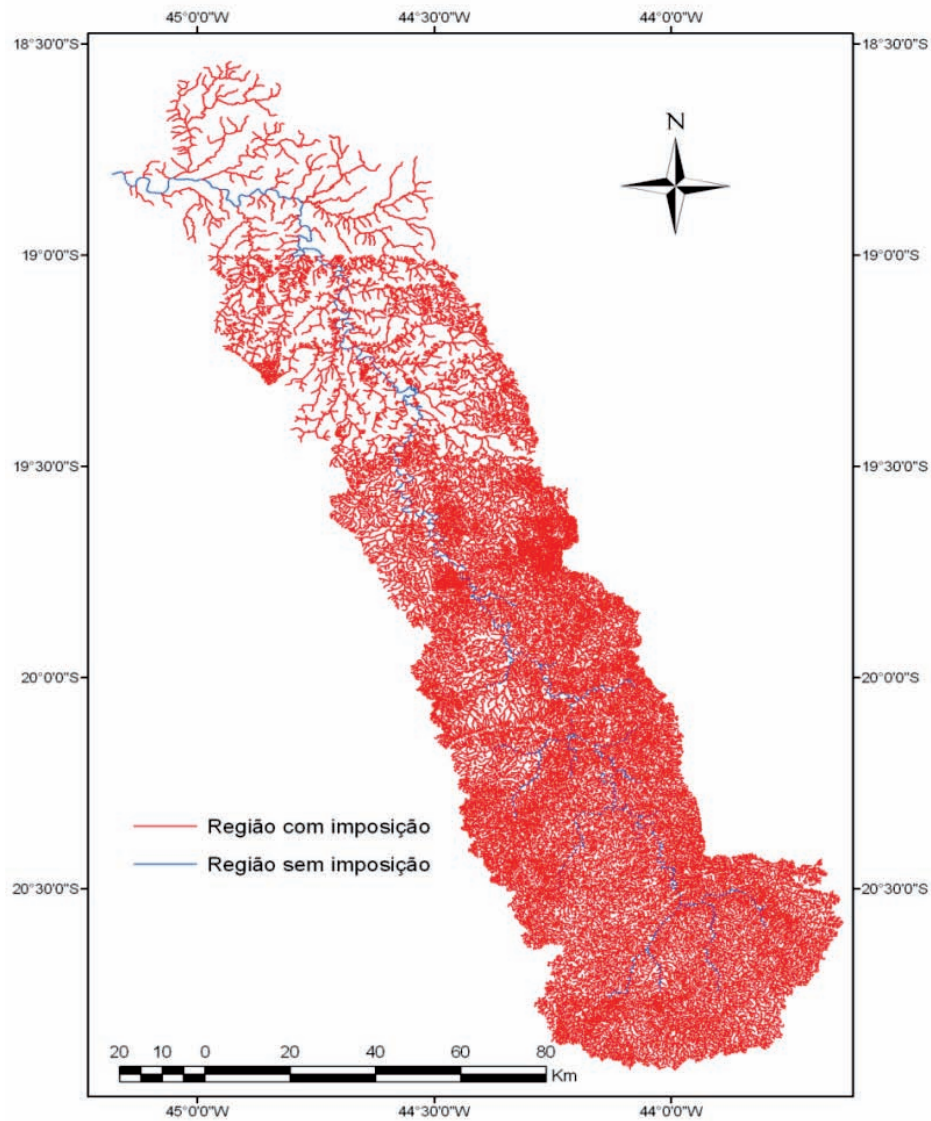 45°0'0"W 44°30'0"W 44°0'0"W
18°30'0"S 18°30'0"S
N
19°0'0"S 19°0'0"S
19°30'0"S 19°30'0"S
20°0'0"S 20°0'0"S
Região com imposição
Região sem imposição
20°30'0"S 20°30'0"S
20 10 0 20 40 60 80
Km
45°0'0"W 44°30'0"W 44°0'0"W